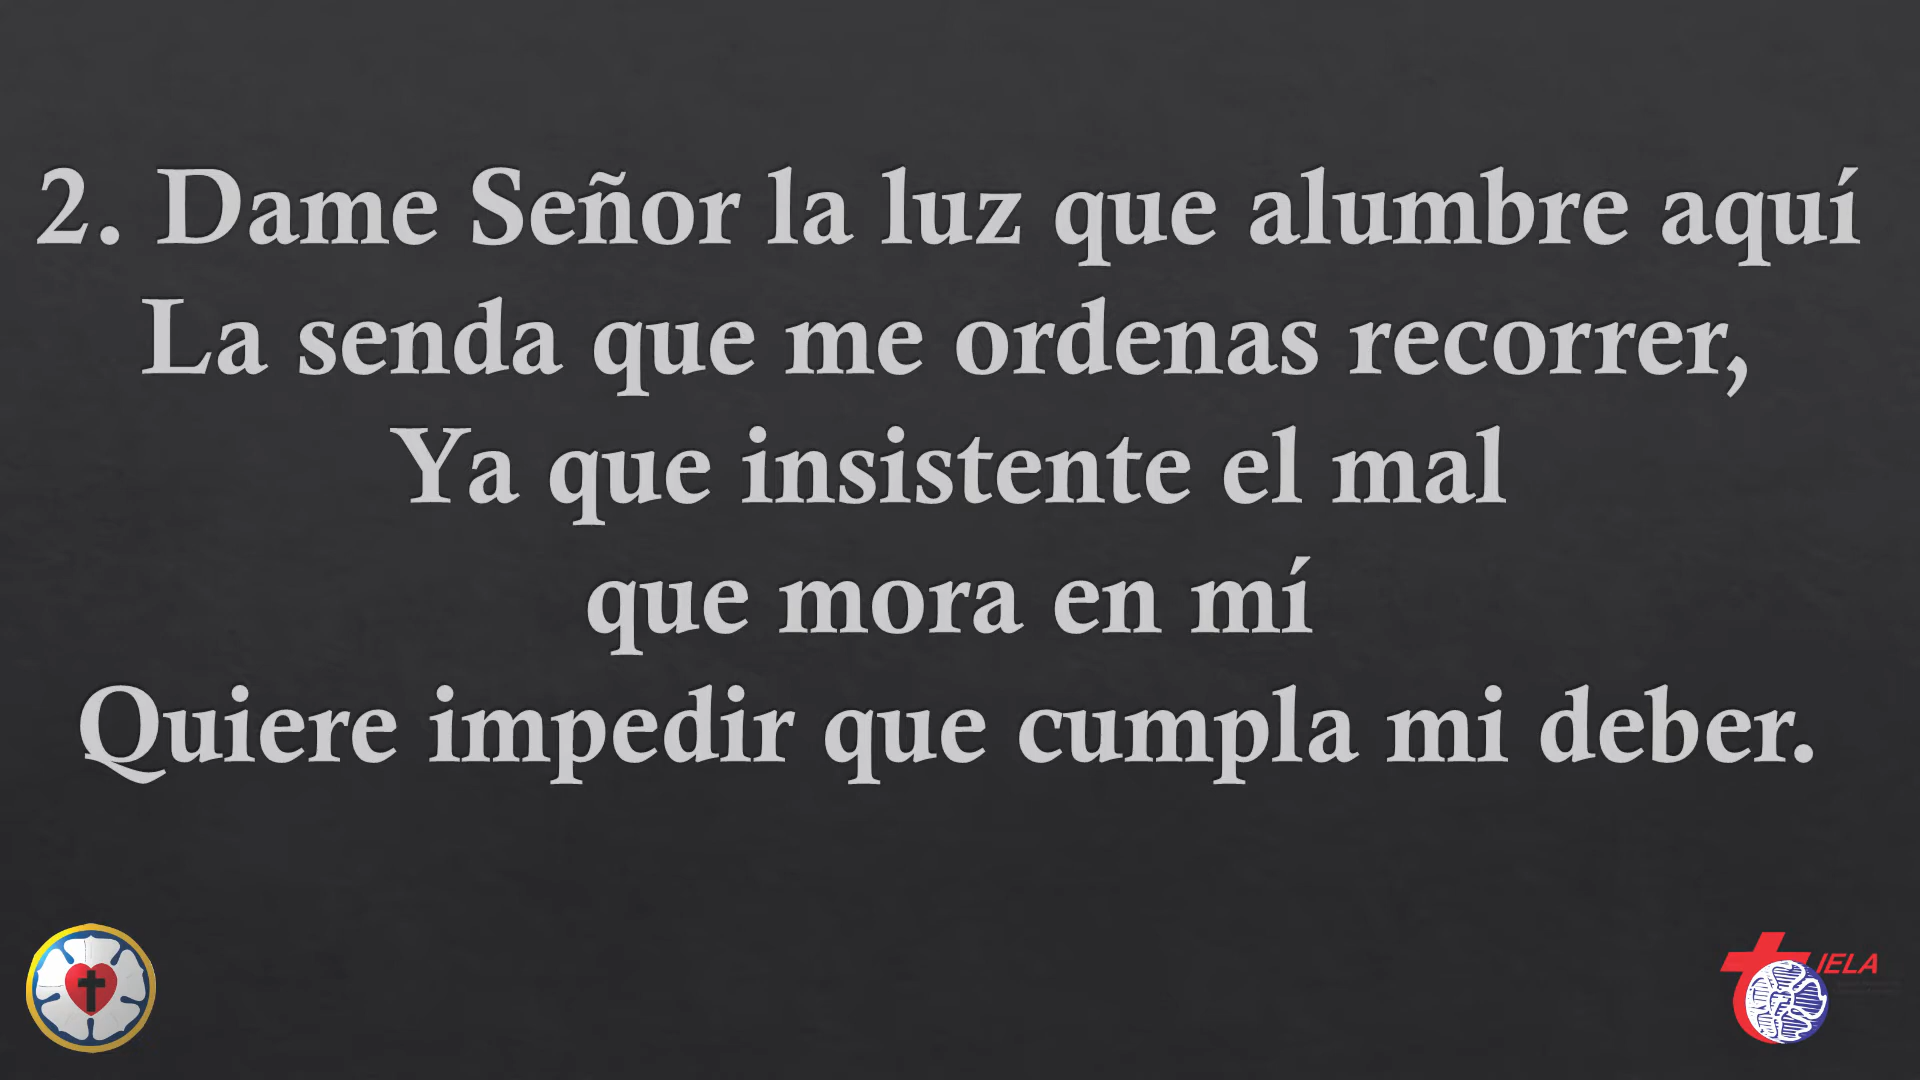 2. Dame Señor la luz que alumbre aquí
La senda que me ordenas recorrer,
Ya que insistente el mal
que mora en mí
Quiere impedir que cumpla mi deber.
IELA